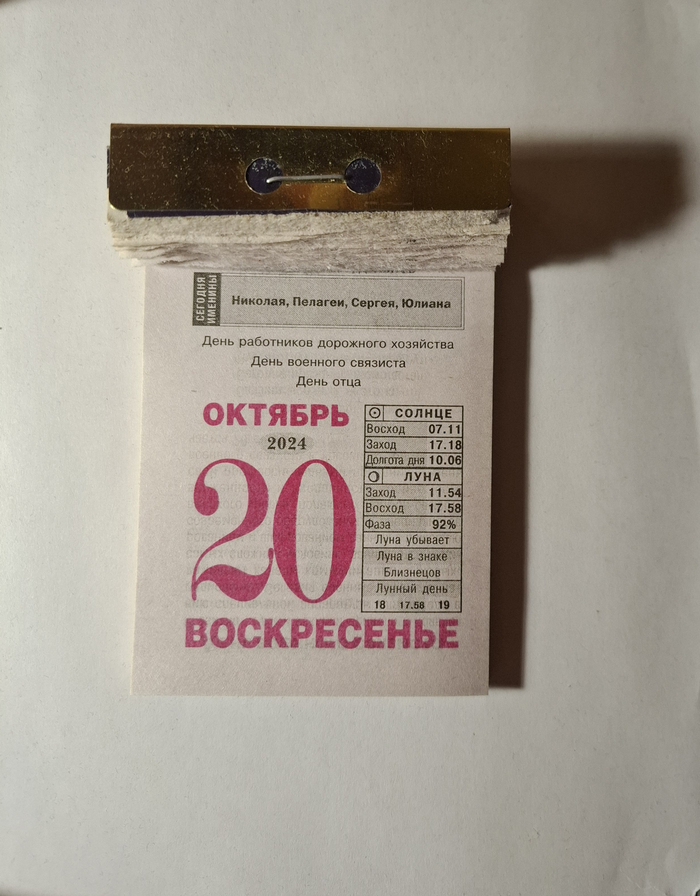 СЕГОДНЯ
ИМЕНИНЫ
Николая, Пелагеи, Сергея, Юлиана
День работников дорожного хозяйства
День военного связиста
День отца
ОКТЯБРЬ
2024
20
ВОСКРЕСЕНЬЕ
СОЛНЦЕ
Восход 07.11
Заход 17.18
Долгота дня 10.06
ЛУНА
Заход 11.54
Восход 17.58
Фаза 92%
Луна убывает
Луна в знаке
Близнецов
Лунный день
18 17.58 19